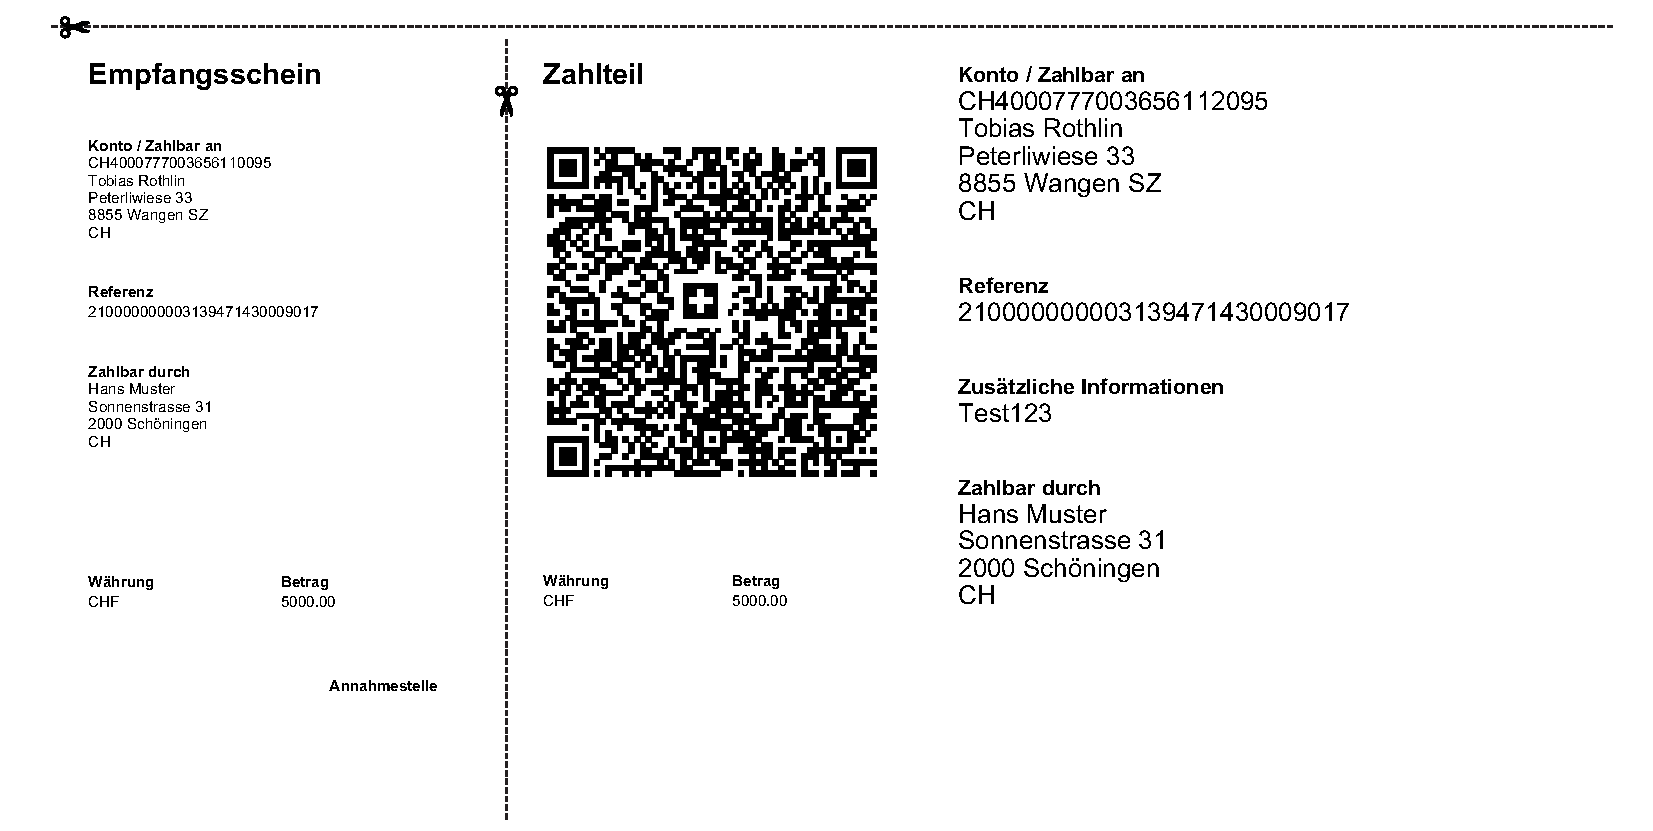 Empfangsschein
Konto / Zahlbar an
CH4000777003656110095
Tobias Rothlin
Peterliwiese 33
8855 Wangen SZ
CH
Referenz
210000000003139471430009017
Zahlbar durch
Hans Muster
Sonnenstrasse 31
2000 Schöningen
CH
Währung Betrag
CHF 5000.00
Annahmestelle
Zahlteil
Währung Betrag
CHF 5000.00
Konto / Zahlbar an
CH4000777003656112095
Tobias Rothlin
Peterliwiese 33
8855 Wangen SZ
CH
Referenz
210000000003139471430009017
Zusätzliche Informationen
Test123
Zahlbar durch
Hans Muster
Sonnenstrasse 31
2000 Schöningen
CH